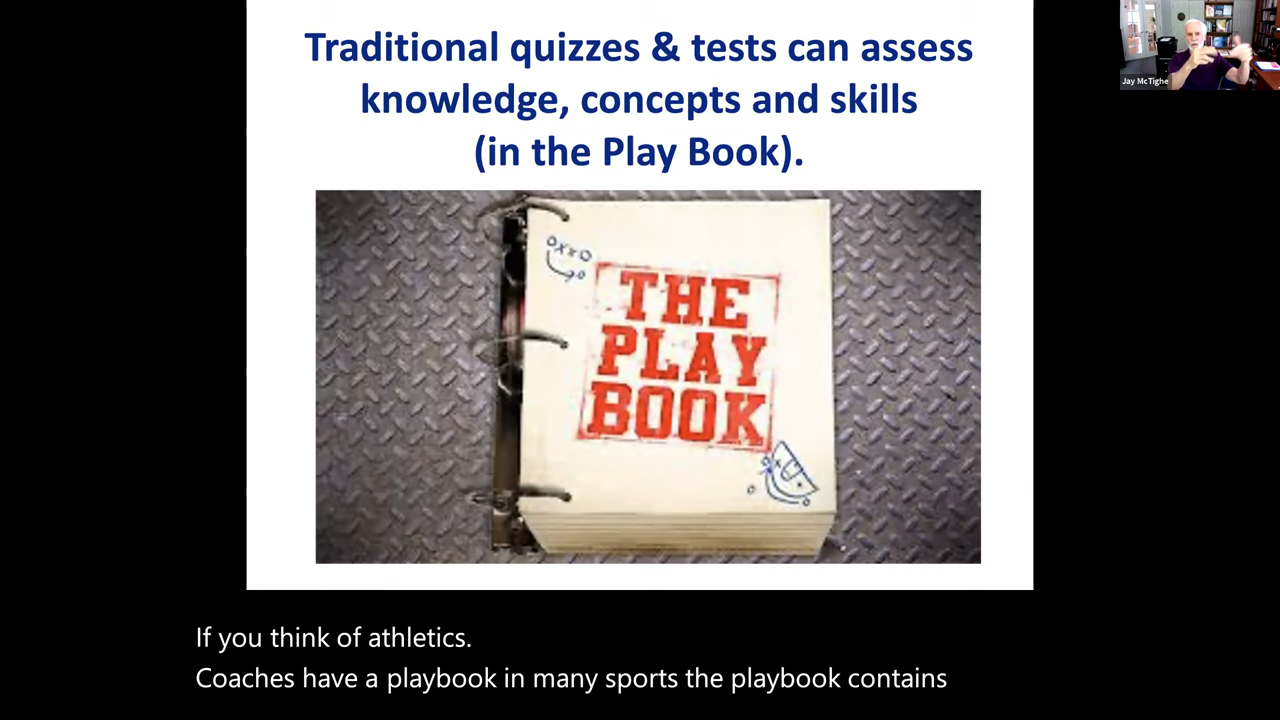 Traditional quizzes & tests can assess
knowledge, concepts and skills
(in the Play Book).
Jay McTighe
THE
PLAY
BOOK
If you think of athletics.
Coaches have a playbook in many sports the playbook contains